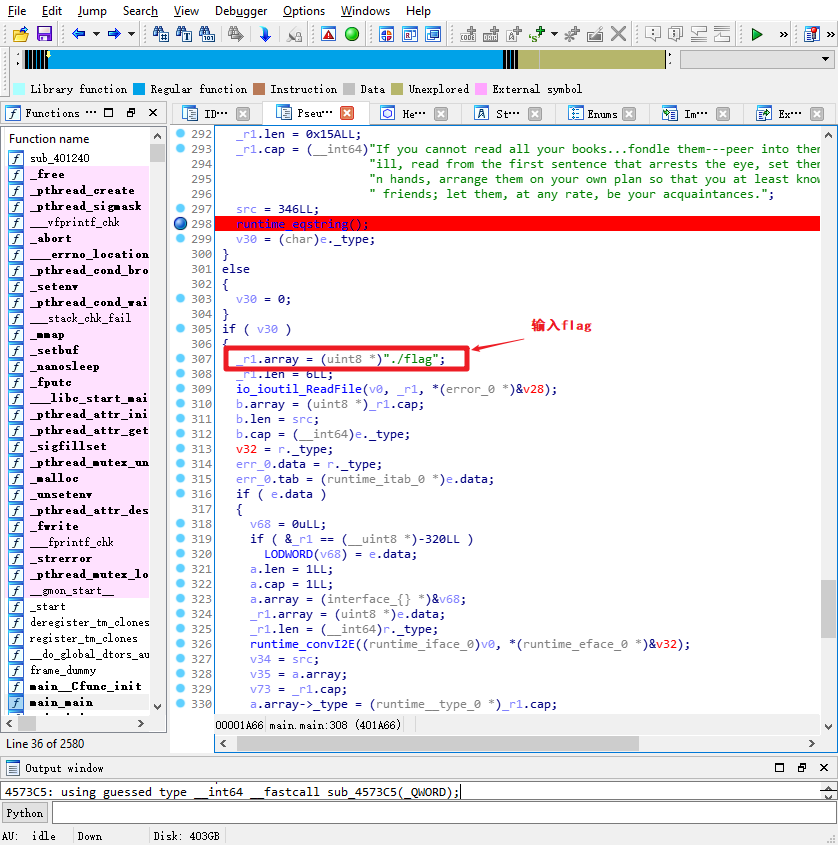 File Edit Jump Search View Debugger Options Windows Help
Library function Regular function Instruction Data Unexplored External symbol
Functions ··· ID··· Pseu··· He··· St··· Enums Im··· Ex···
Function name
sub_401240
_free
_pthread_create
_pthread_sigmask
___vfprintf_chk
_abort
___errno_location
_pthread_cond_bro
_setenv
_pthread_cond_wai
___stack_chk_fail
_mmap
_setbuf
_nanosleep
_fputc
___libc_start_mai
_pthread_attr_ini
_pthread_attr_get
_sigfillset
_pthread_mutex_un
_malloc
_unsetenv
_pthread_attr_des
_fwrite
___fprintf_chk
_strerror
_pthread_mutex_lo
__gmon_start__
_start
deregister_tm_clones
register_tm_clones
__do_global_dtors_au
frame_dummy
main__Cfunc_init
main_main
Line 36 of 2580
292 _r1.len = 0x15ALL;
293 _r1.cap = (__int64)"If you cannot read all your books...fondle them---peer into them
294 "ill, read from the first sentence that arrests the eye, set them
295 "n hands, arrange them on your own plan so that you at least know
296 " friends; let them, at any rate, be your acquaintances.";
297 src = 346LL;
298 runtime_eqstring();
299 v30 = (char)e._type;
300 }
301 else
302 {
303 v30 = 0;
304 }
305 if ( v30 )
306 {
输入flag
307 _r1.array = (uint8 *)"./flag";
308 _r1.len = 6LL;
309 io_ioutil_ReadFile(v0, _r1, *(error_0 *)&v28);
310 b.array = (uint8 *)_r1.cap;
311 b.len = src;
312 b.cap = (__int64)e._type;
313 v32 = r._type;
314 err_0.data = r._type;
315 err_0.tab = (runtime_itab_0 *)e.data;
316 if ( e.data )
317 {
318 v68 = 0uLL;
319 if ( &_r1 == (__uint8 *)-320LL )
320 LODWORD(v68) = e.data;
321 a.len = 1LL;
322 a.cap = 1LL;
323 a.array = (interface_{} *)&v68;
324 _r1.array = (uint8 *)e.data;
325 _r1.len = (__int64)r._type;
326 runtime_convI2E((runtime_iface_0)v0, *(runtime_eface_0 *)&v32);
327 v34 = src;
328 v35 = a.array;
329 v73 = _r1.cap;
330 a.array->_type = (runtime__type_0 *)_r1.cap;
00001A66 main.main:308 (401A66)
Output window
4573C5: using guessed type __int64 __fastcall sub_4573C5(_QWORD);
Python
AU: idle Down Disk: 403GB